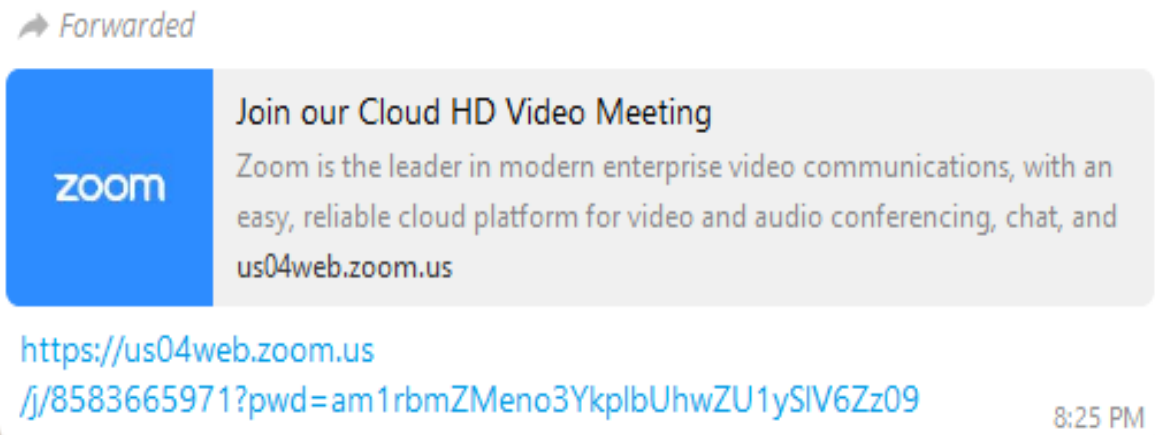 Forwarded
Join our Cloud HD Video Meeting
zoom
Zoom is the leader in modern enterprise video communications, with an
easy, reliable cloud platform for video and audio conferencing, chat, and
us04web.zoom.us
https://us04web.zoom.us
/j/8583665971?pwd=am1rbmZMeno3YkplbUhwZU1ySlV6Zz09
8:25 PM